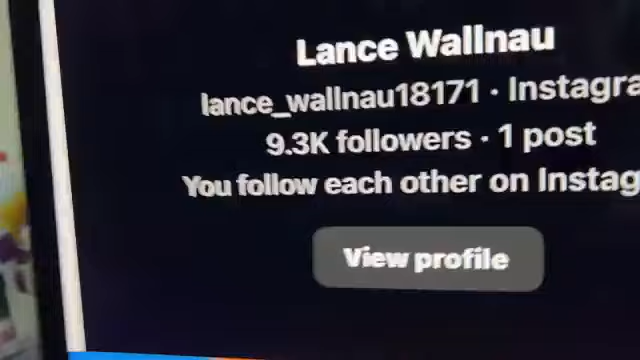 Lance Wallnau
lance_wallnau18171 · Instagra
9.3K followers · 1 post
You follow each other on Instag
View profile